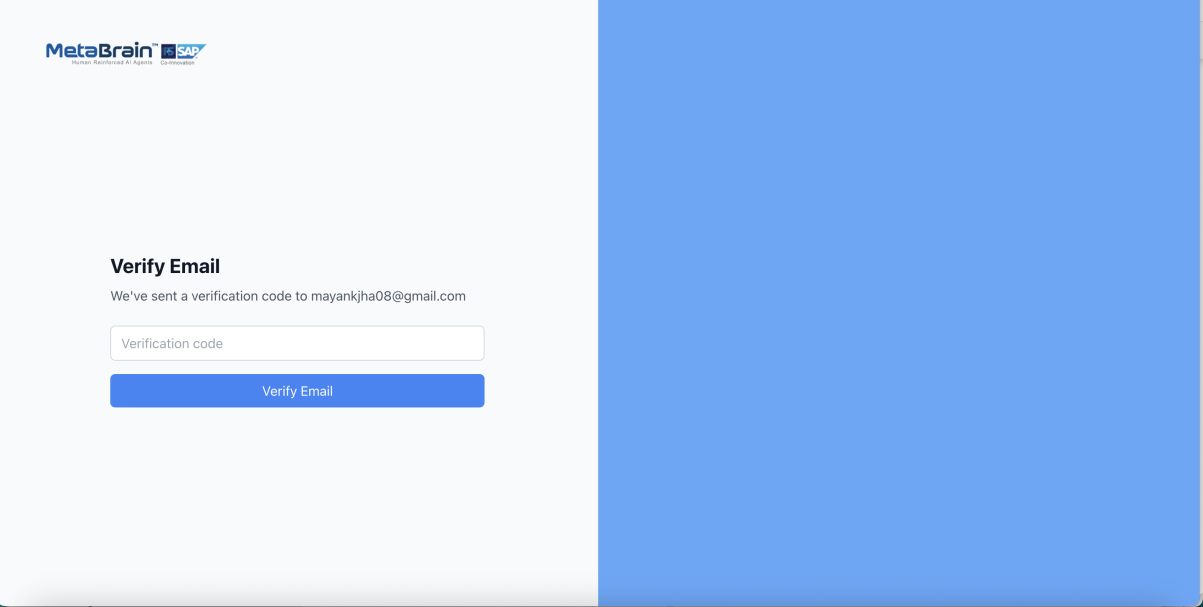 MetaBrain™ SAP
Human Reinforced AI Agents Co-Innovation
Verify Email
We've sent a verification code to mayankjha08@gmail.com
Verification code
Verify Email